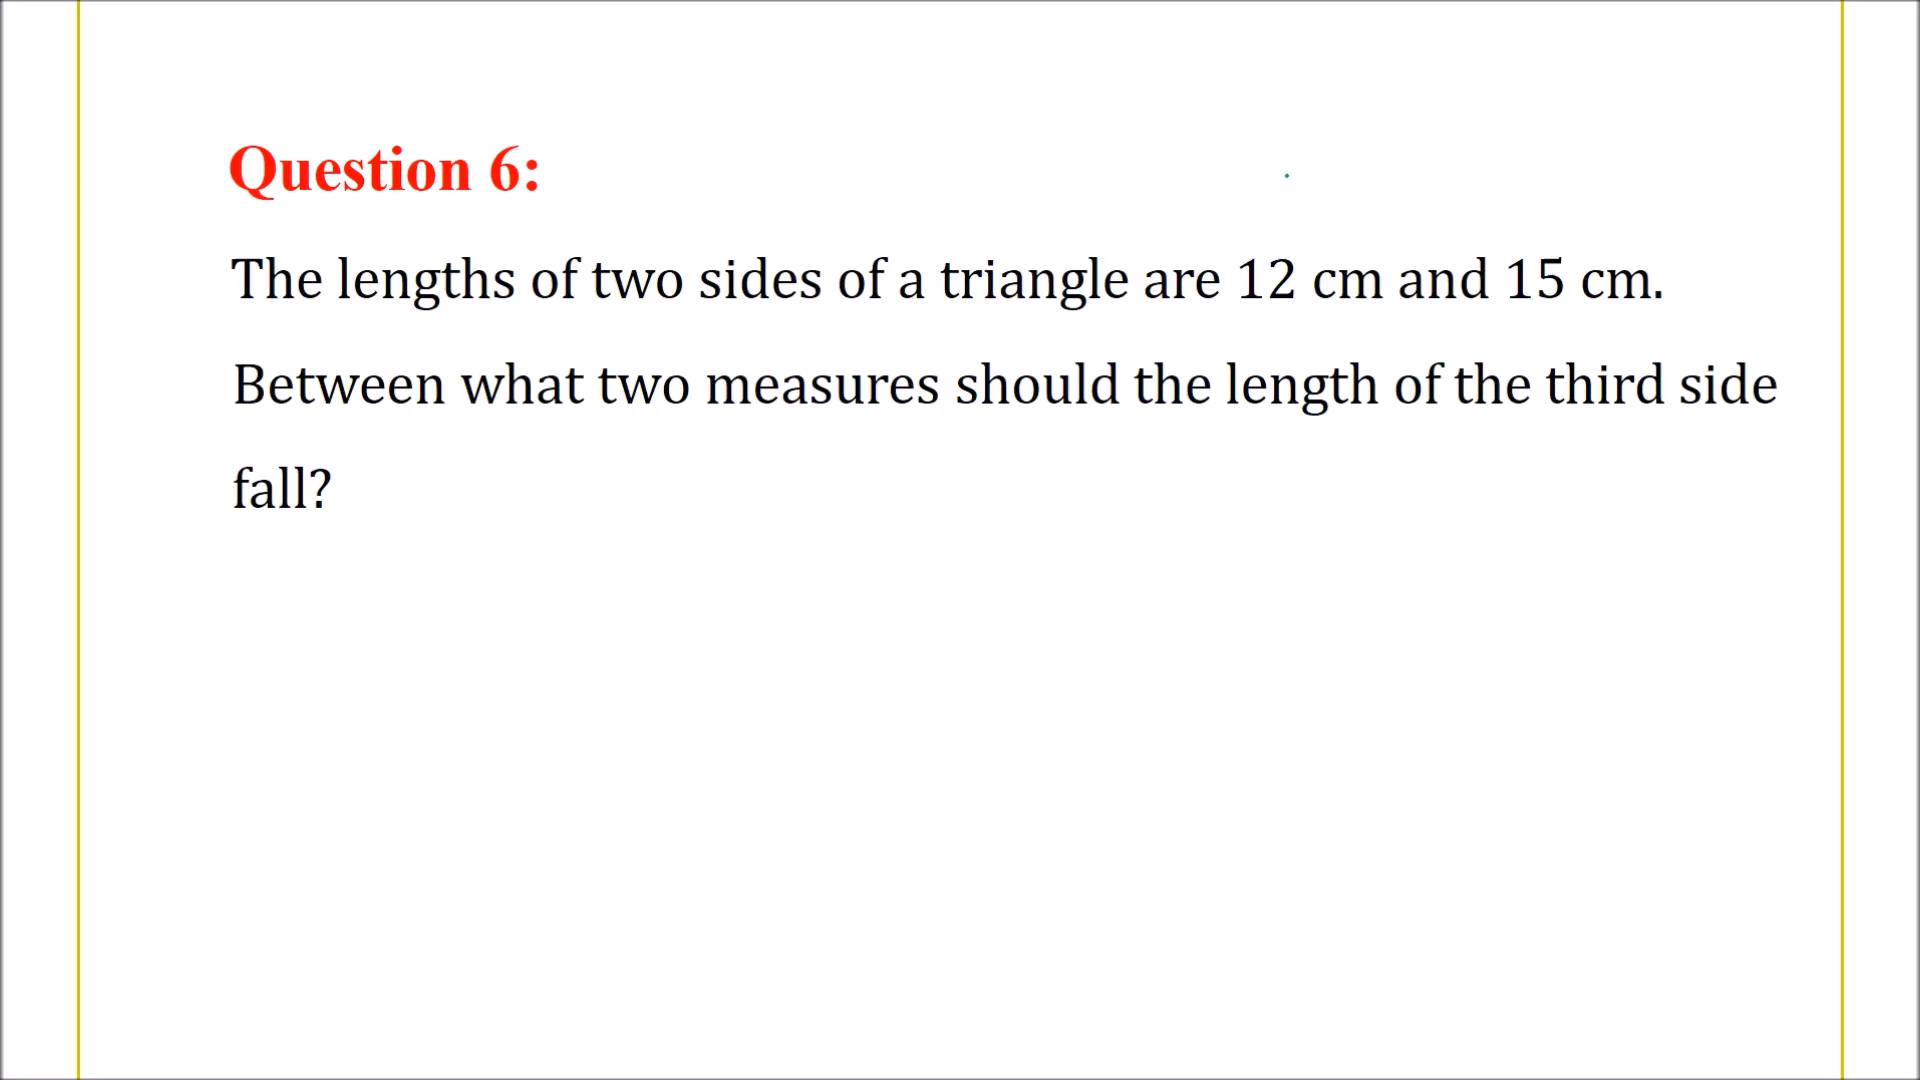 Question 6:
The lengths of two sides of a triangle are 12 cm and 15 cm.
Between what two measures should the length of the third side
fall?